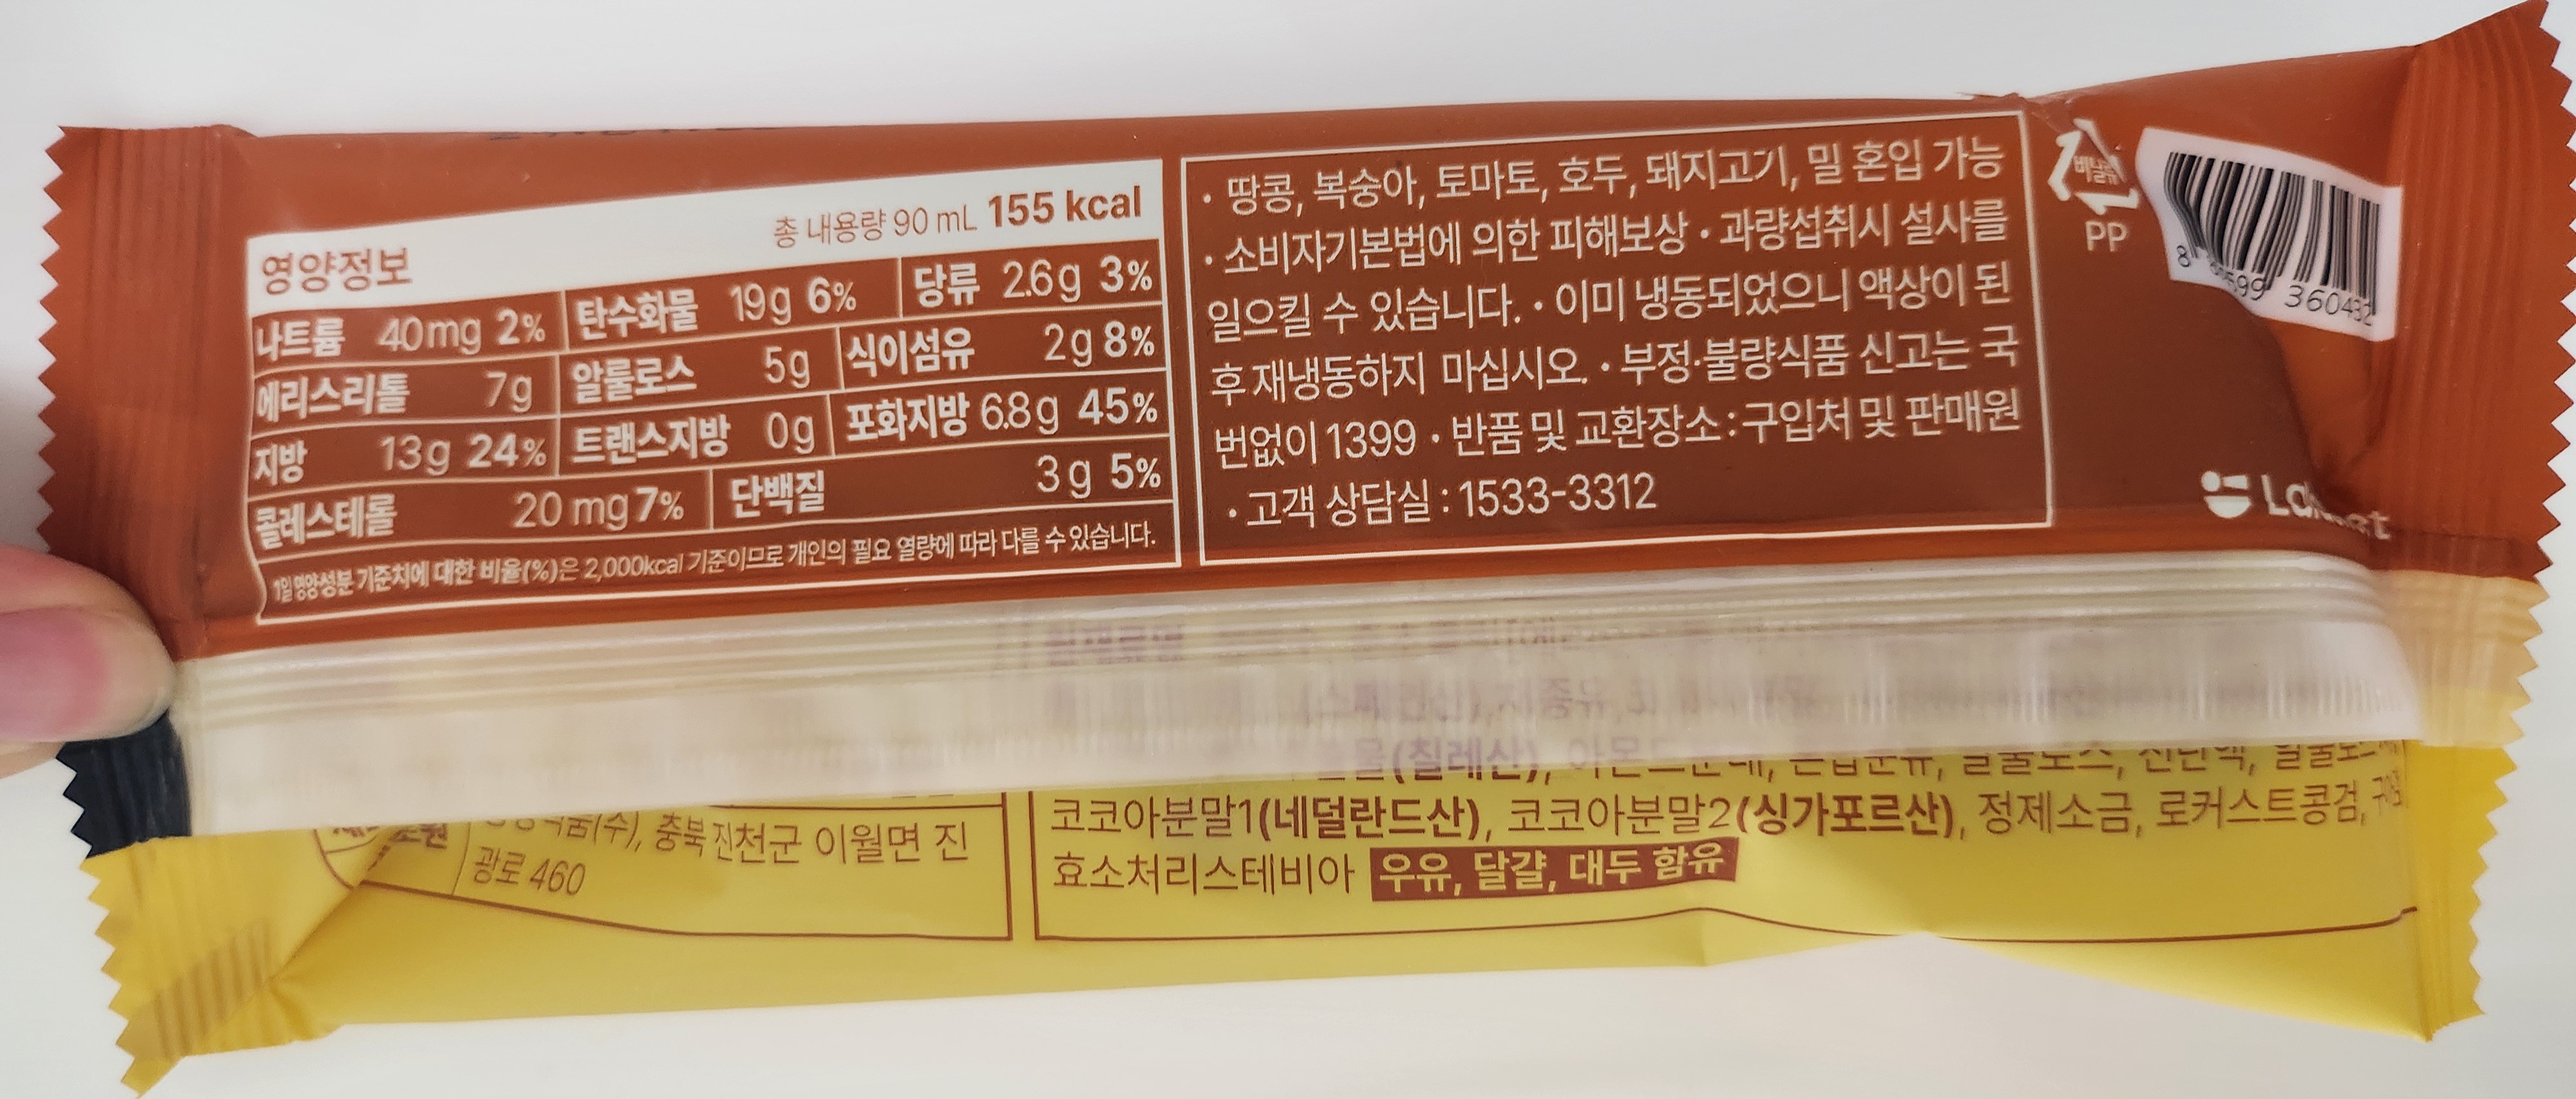 영양정보
총 내용량 90 mL 155 kcal
나트륨 40mg 2% 탄수화물 19g 6% 당류 2.6g 3%
에리스리톨 7g 알룰로스 5g 식이섬유 2g 8%
지방 13g 24% 트랜스지방 0g 포화지방 6.8g 45%
콜레스테롤 20 mg 7% 단백질 3g 5%
1일 영양성분 기준치에 대한 비율(%)은 2,000kcal 기준이므로 개인의 필요 열량에 따라 다를 수 있습니다.
· 땅콩, 복숭아, 토마토, 호두, 돼지고기, 밀 혼입 가능
· 소비자기본법에 의한 피해보상 · 과량섭취시 설사를
일으킬 수 있습니다. · 이미 냉동되었으니 액상이 된
후 재냉동하지 마십시오. · 부정·불량식품 신고는 국
번없이 1399 · 반품 및 교환장소 : 구입처 및 판매원
· 고객 상담실 : 1533-3312
비닐류
PP
360432
(칠레산), 혼합분유, 알룰로스,
충북 진천군 이월면 진
광로 460
코코아분말1(네덜란드산), 코코아분말2(싱가포르산), 정제소금, 로커스트콩검,
효소처리스테비아 우유, 달걀, 대두 함유